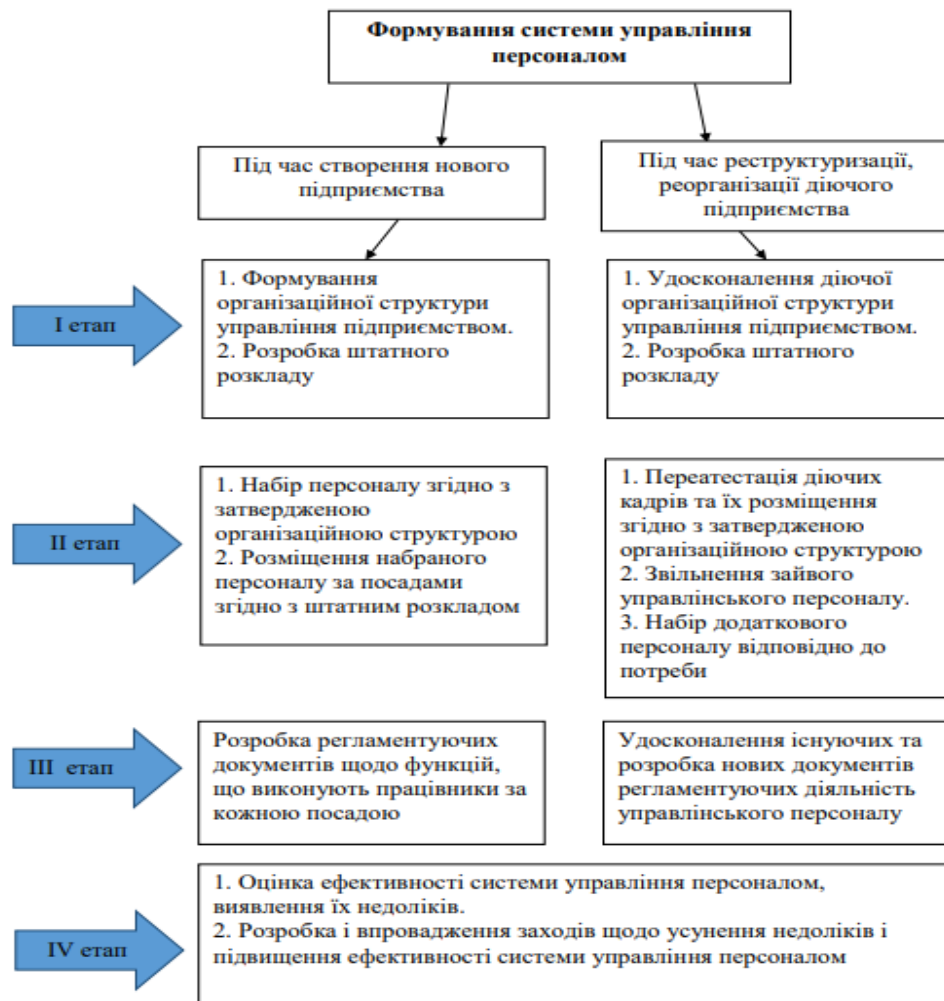 Формування системи управління
персоналом
Під час створення нового
підприємства
Під час реструктуризації,
реорганізації діючого
підприємства
I етап
1. Формування
організаційної структури
управління підприємством.
2. Розробка штатного
розкладу
1. Удосконалення діючої
організаційної структури
управління підприємством.
2. Розробка штатного
розкладу
II етап
1. Набір персоналу згідно з
затвердженою
організаційною структурою
2. Розміщення набраного
персоналу за посадами
згідно з штатним розкладом
1. Переатестація діючих
кадрів та їх розміщення
згідно з затвердженою
організаційною структурою
2. Звільнення зайвого
управлінського персоналу.
3. Набір додаткового
персоналу відповідно до
потреби
III етап
Розробка регламентуючих
документів щодо функцій,
що виконують працівники за
кожною посадою
Удосконалення існуючих та
розробка нових документів
регламентуючих діяльність
управлінського персоналу
IV етап
1. Оцінка ефективності системи управління персоналом,
виявлення їх недоліків.
2. Розробка і впровадження заходів щодо усунення недоліків і
підвищення ефективності системи управління персоналом